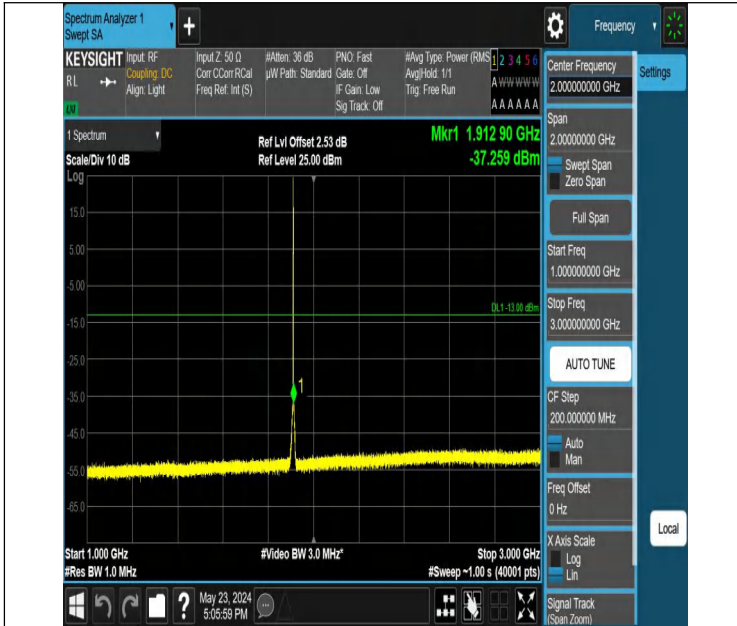 Spectrum Analyzer 1
Swept SA
+
Frequency
KEYSIGHT
RL
Input: RF
Coupling: DC
Align: Light
Input Z: 50 Ω
Corr CCorr RCal
Freq Ref: Int (S)
#Atten: 36 dB
µW Path: Standard
PNO: Fast
Gate: Off
IF Gain: Low
Sig Track: Off
#Avg Type: Power (RMS
Avg|Hold: 1/1
Trig: Free Run
1 2 3 4 5 6
A W W W W W
A A A A A A
1 Spectrum
Scale/Div 10 dB
Log
Ref Lvl Offset 2.53 dB
Ref Level 25.00 dBm
Mkr1 1.912 90 GHz
-37.259 dBm
15.0
5.00
-5.00
DL1 -13.00 dBm
-15.0
-25.0
1
-35.0
-45.0
-55.0
-65.0
Start 1.000 GHz
#Res BW 1.0 MHz
#Video BW 3.0 MHz*
Stop 3.000 GHz
#Sweep ~1.00 s (40001 pts)
?
May 23, 2024
5:05:59 PM
Center Frequency
2.000000000 GHz
Settings
Span
2.00000000 GHz
Swept Span
Zero Span
Full Span
Start Freq
1.000000000 GHz
Stop Freq
3.000000000 GHz
AUTO TUNE
CF Step
200.000000 MHz
Auto
Man
Freq Offset
0 Hz
Local
X Axis Scale
Log
Lin
Signal Track
(Span Zoom)